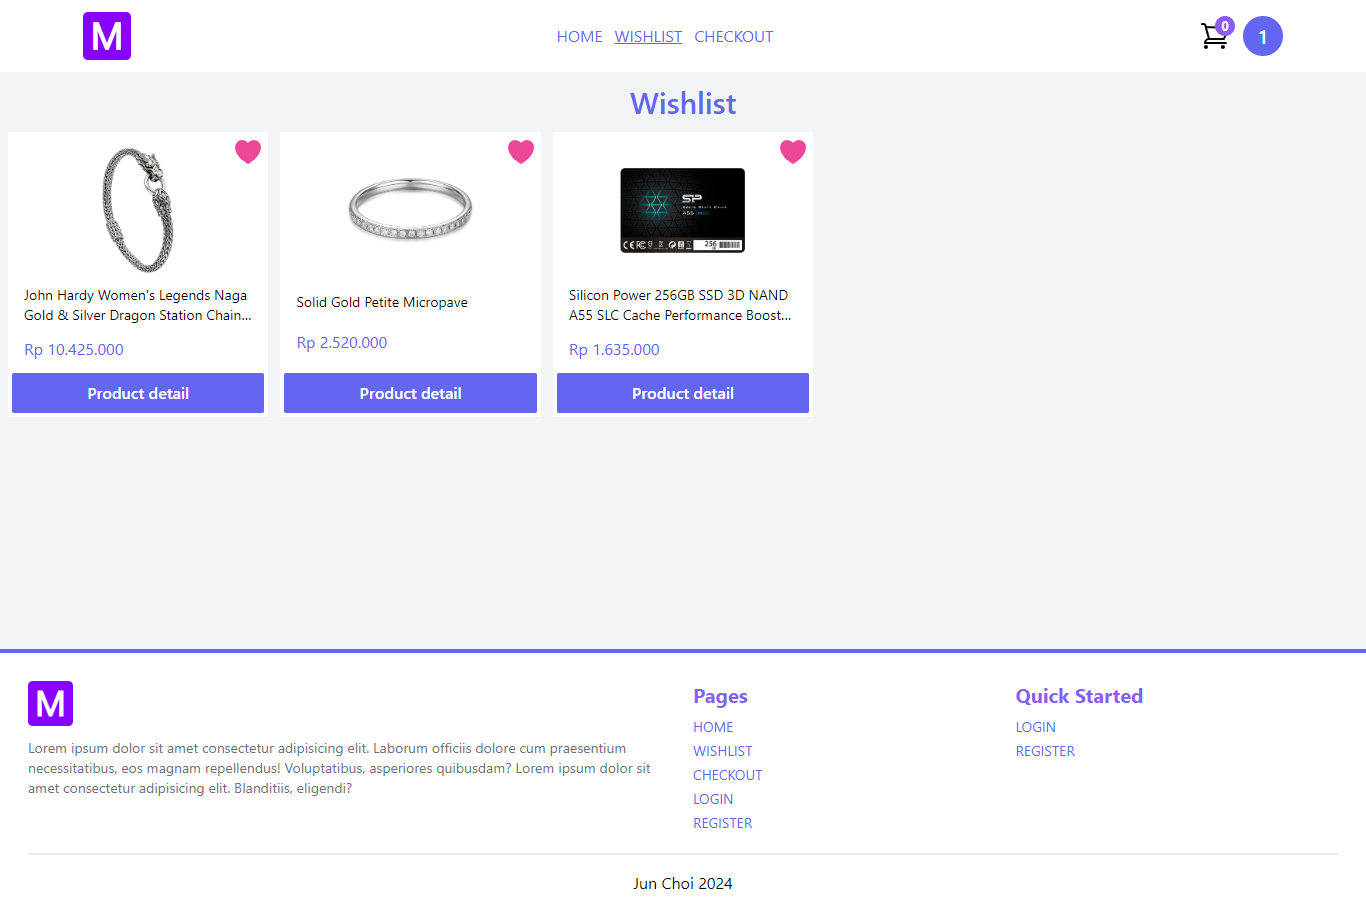 M
HOME WISHLIST CHECKOUT
0
1
Wishlist
John Hardy Women's Legends Naga
Gold & Silver Dragon Station Chain...
Rp 10.425.000
Product detail
Solid Gold Petite Micropave
Rp 2.520.000
Product detail
SP
A55
256
Silicon Power 256GB SSD 3D NAND
A55 SLC Cache Performance Boost...
Rp 1.635.000
Product detail
M
Lorem ipsum dolor sit amet consectetur adipisicing elit. Laborum officiis dolore cum praesentium
necessitatibus, eos magnam repellendus! Voluptatibus, asperiores quibusdam? Lorem ipsum dolor sit
amet consectetur adipisicing elit. Blanditiis, eligendi?
Pages
HOME
WISHLIST
CHECKOUT
LOGIN
REGISTER
Quick Started
LOGIN
REGISTER
Jun Choi 2024